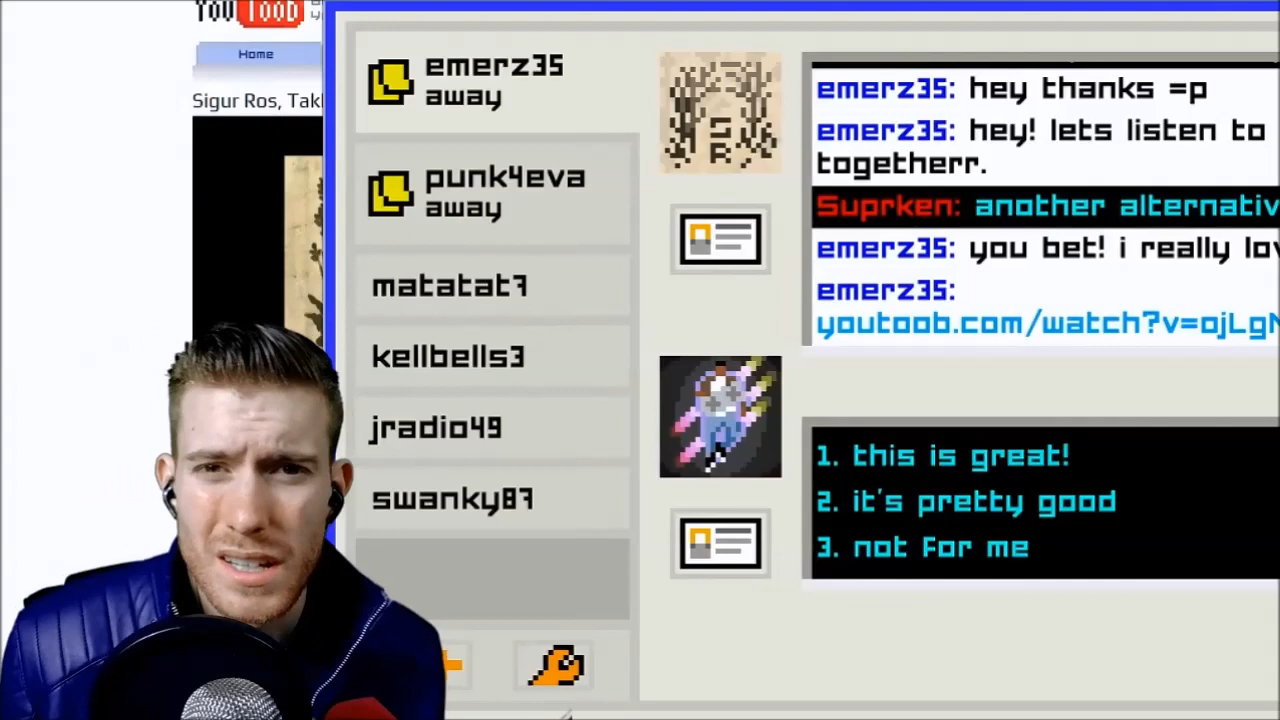 YOU TOOB
Home
Sigur Ros, Tak
emerz35
away
punk4eva
away
matatat7
kellbells3
jradio49
swanky87
emerz35: hey thanks =p
emerz35: hey! lets listen to
togetherr.
Suprken: another alternativ
emerz35: you bet! i really lov
emerz35:
youtoob.com/watch?v=ojLgN
1. this is great!
2. it's pretty good
3. not for me